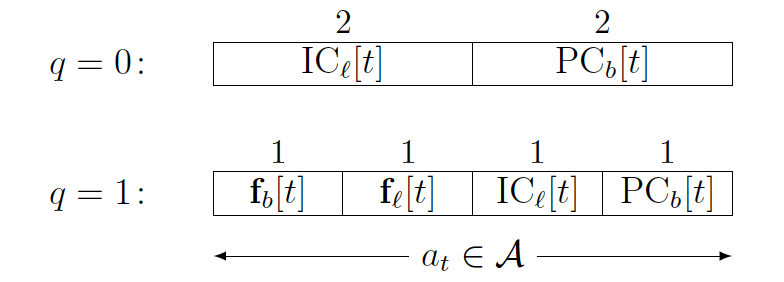 2 2
q = 0: IC_ℓ[t] PC_b[t]
1 1 1 1
q = 1: f_b[t] f_ℓ[t] IC_ℓ[t] PC_b[t]
a_t ∈ 𝒜